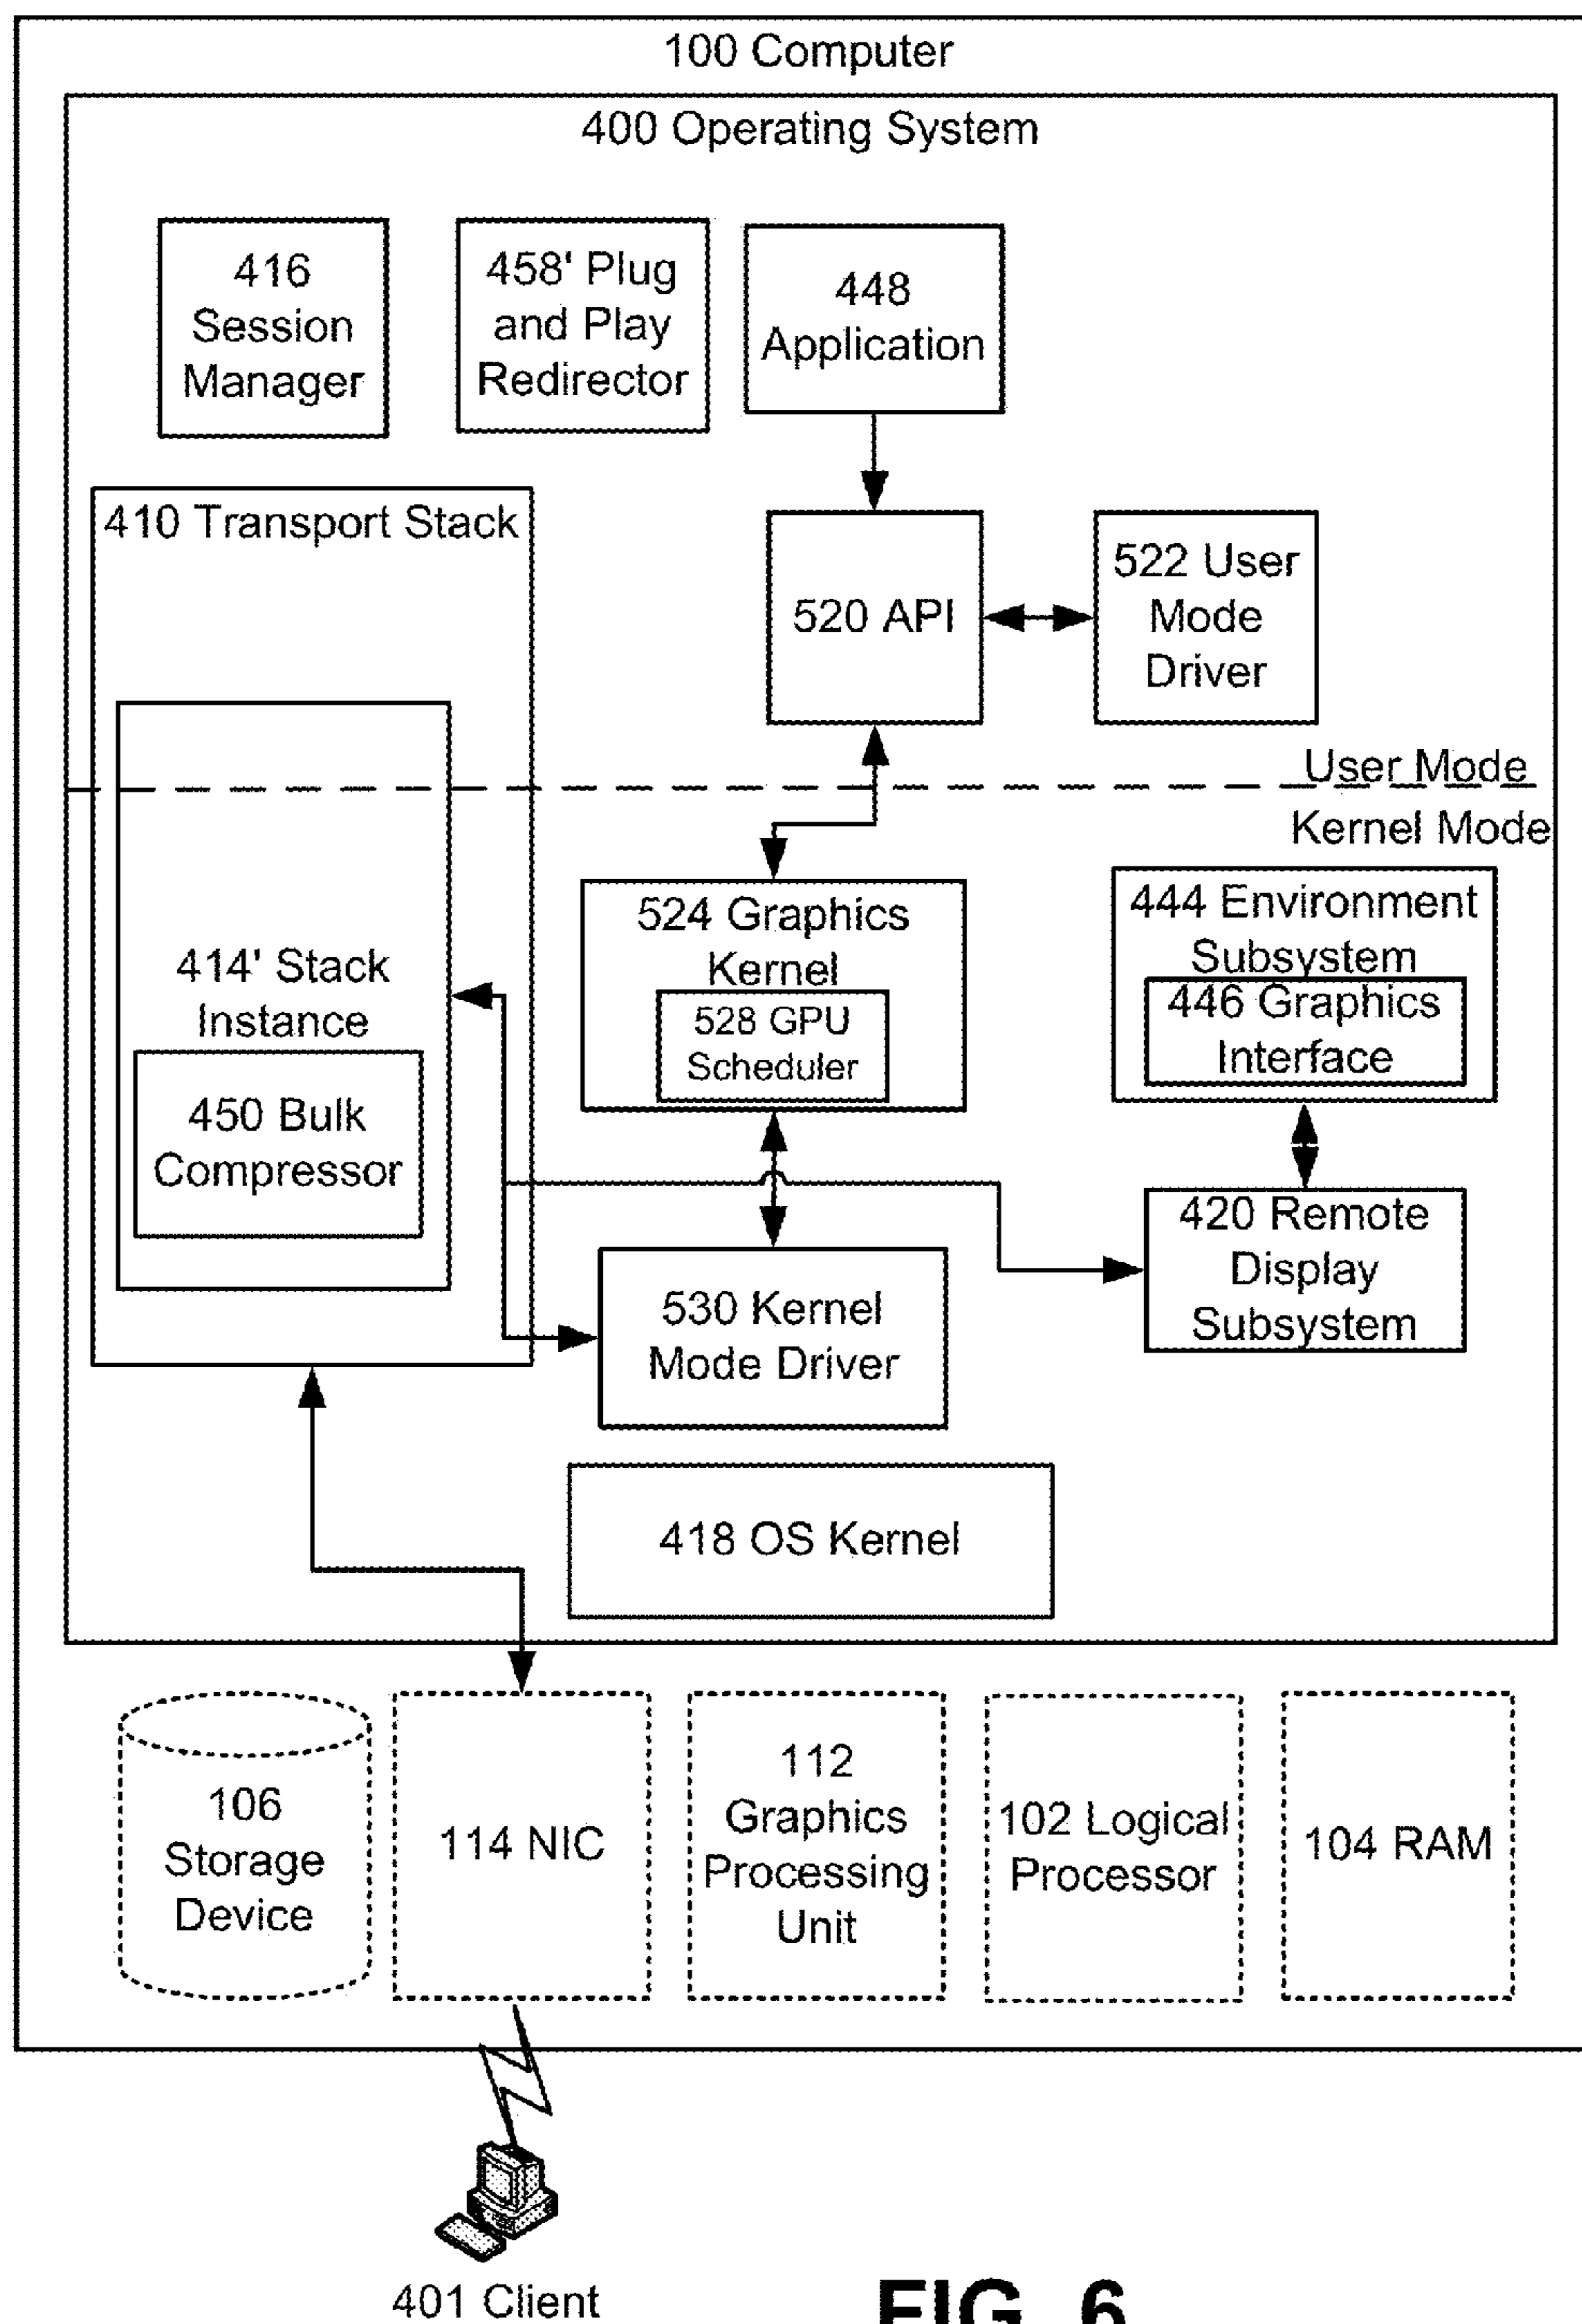 100 Computer
400 Operating System
416
Session
Manager
458' Plug
and Play
Redirector
448
Application
410 Transport Stack
520 API
522 User
Mode
Driver
User Mode
Kernel Mode
414' Stack
Instance
450 Bulk
Compressor
524 Graphics
Kernel
528 GPU
Scheduler
444 Environment
Subsystem
446 Graphics
Interface
530 Kernel
Mode Driver
420 Remote
Display
Subsystem
418 OS Kernel
106
Storage
Device
114 NIC
112
Graphics
Processing
Unit
102 Logical
Processor
104 RAM
401 Client
FIG. 6